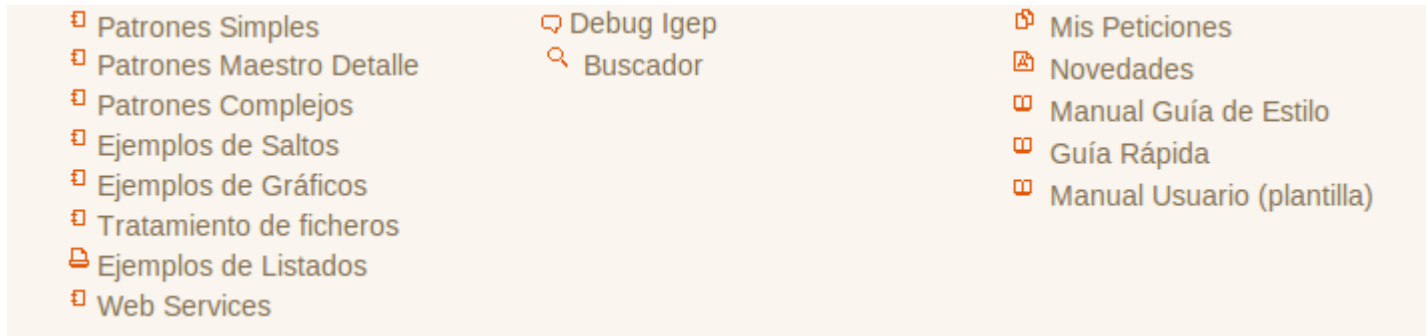 Patrones Simples
Patrones Maestro Detalle
Patrones Complejos
Ejemplos de Saltos
Ejemplos de Gráficos
Tratamiento de ficheros
Ejemplos de Listados
Web Services
Debug Igep
Buscador
Mis Peticiones
Novedades
Manual Guía de Estilo
Guía Rápida
Manual Usuario (plantilla)